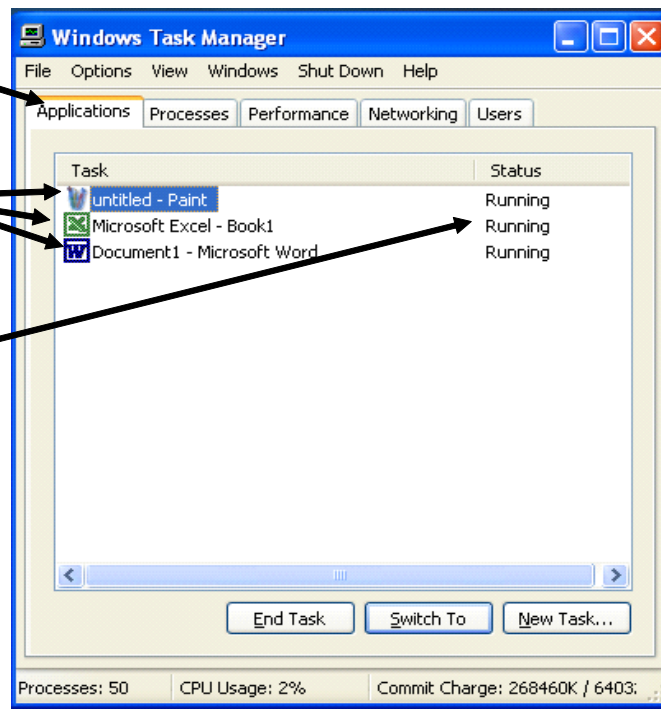 Windows Task Manager
File Options View Windows Shut Down Help
Applications Processes Performance Networking Users
Task Status
untitled - Paint Running
Microsoft Excel - Book1 Running
Document1 - Microsoft Word Running
End Task Switch To New Task...
Processes: 50 CPU Usage: 2% Commit Charge: 268460K /